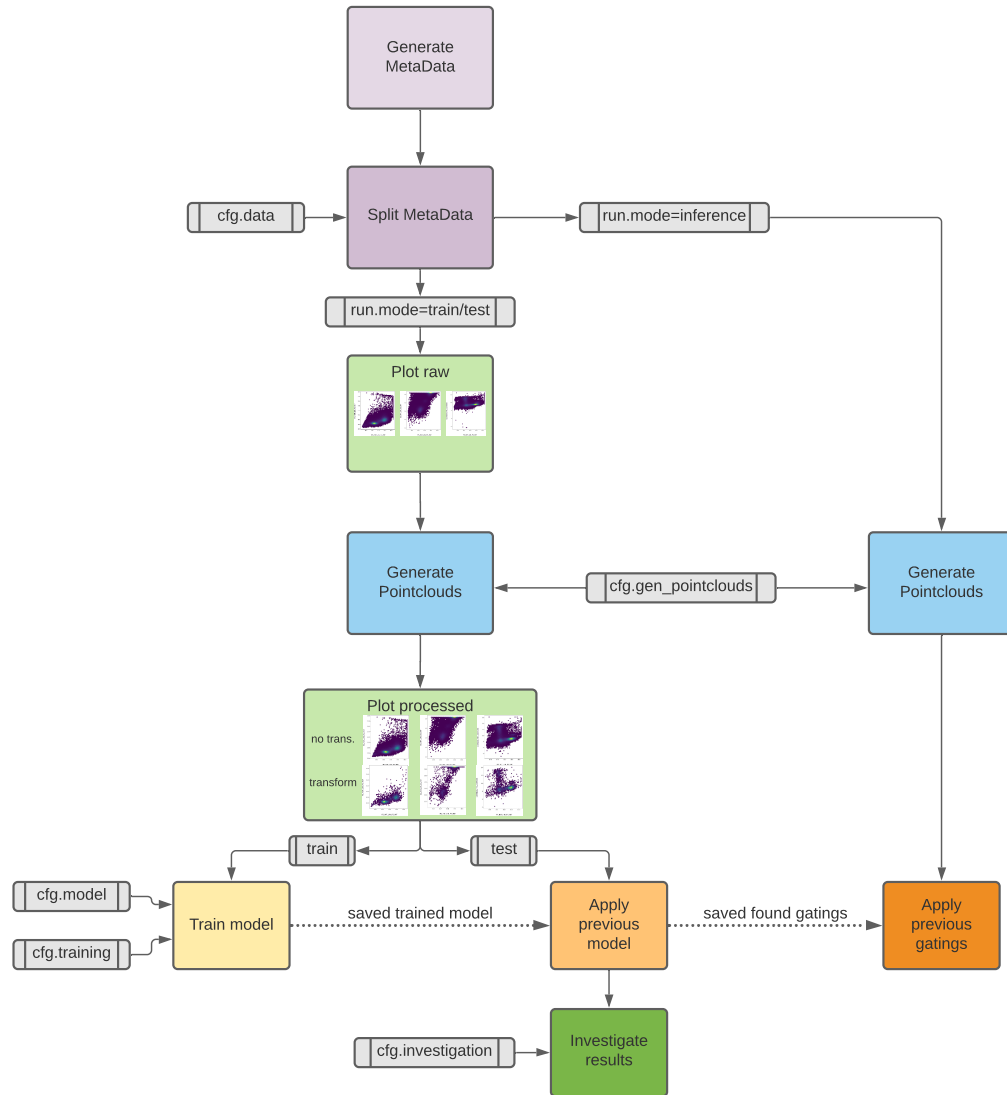 Generate
MetaData
cfg.data
Split MetaData
run.mode=inference
run.mode=train/test
Plot raw
Generate
Pointclouds
cfg.gen_pointclouds
Generate
Pointclouds
Plot processed
no trans.
transform
train
test
cfg.model
cfg.training
Train model
saved trained model
Apply
previous
model
saved found gatings
Apply
previous
gatings
cfg.investigation
Investigate
results